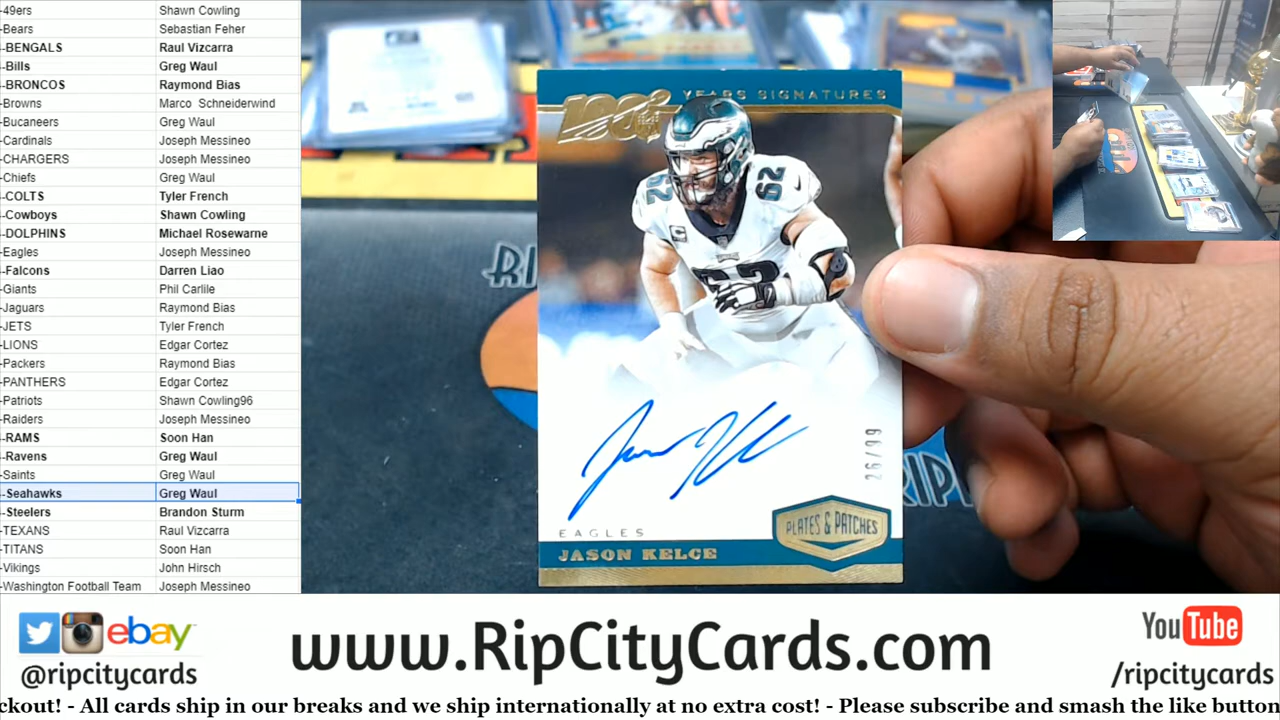 49ers Shawn Cowling
-Bears Sebastian Feher
-BENGALS Raul Vizcarra
-Bills Greg Waul
-BRONCOS Raymond Bias
-Browns Marco Schneiderwind
-Bucaneers Greg Waul
-Cardinals Joseph Messineo
-CHARGERS Joseph Messineo
-Chiefs Greg Waul
-COLTS Tyler French
-Cowboys Shawn Cowling
-DOLPHINS Michael Rosewarne
-Eagles Joseph Messineo
-Falcons Darren Liao
-Giants Phil Carlile
-Jaguars Raymond Bias
-JETS Tyler French
-LIONS Edgar Cortez
-Packers Raymond Bias
-PANTHERS Edgar Cortez
-Patriots Shawn Cowling96
-Raiders Joseph Messineo
-RAMS Soon Han
-Ravens Greg Waul
-Saints Greg Waul
-Seahawks Greg Waul
-Steelers Brandon Sturm
-TEXANS Raul Vizcarra
-TITANS Soon Han
-Vikings John Hirsch
-Washington Football Team Joseph Messineo
100 YEARS SIGNATURES
NFL
62
62
62
26/99
EAGLES
PLATES & PATCHES
JASON KELCE
RI
RIP
ebay
@ripcitycards
www.RipCityCards.com
YouTube
/ripcitycards
ckout! - All cards ship in our breaks and we ship internationally at no extra cost! - Please subscribe and smash the like button